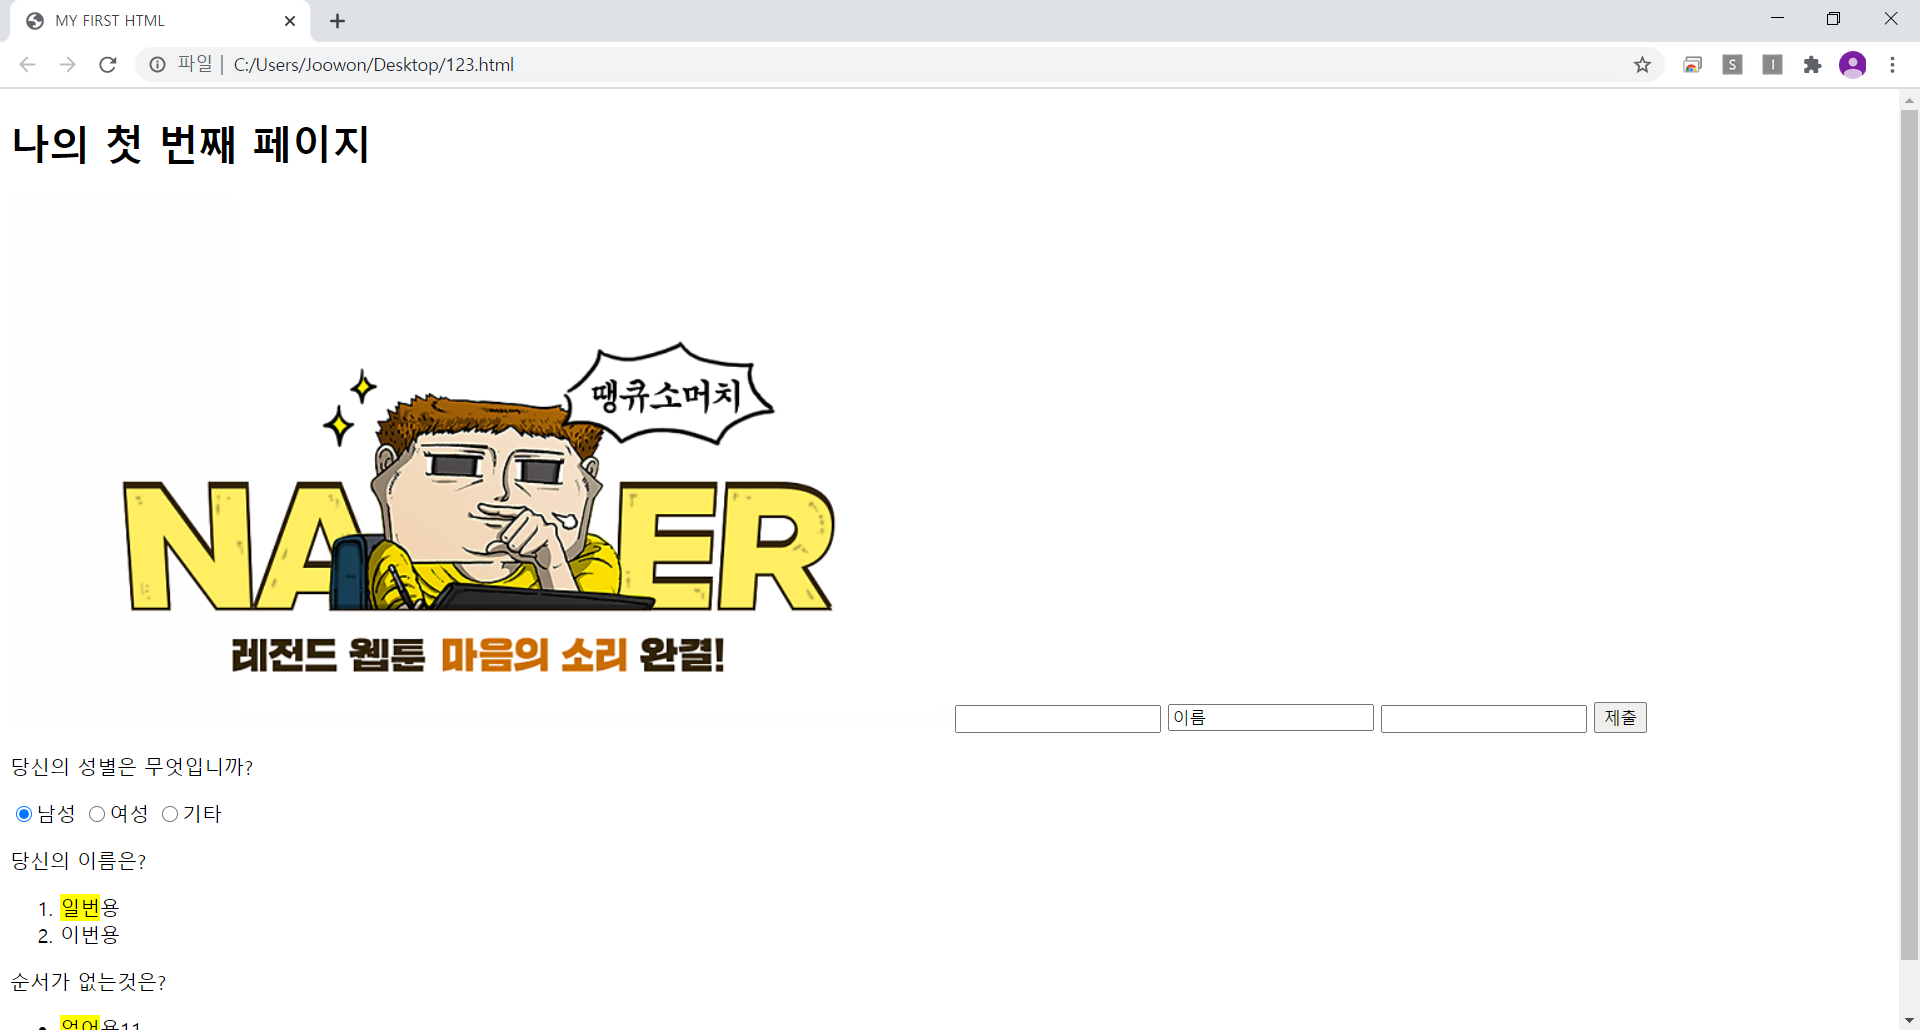 MY FIRST HTML
파일 | C:/Users/Joowon/Desktop/123.html
S I
나의 첫 번째 페이지
땡큐소머치
NA ER
레전드 웹툰 마음의 소리 완결!
이름 제출
당신의 성별은 무엇입니까?
남성 여성 기타
당신의 이름은?
1. 일번용
2. 이번용
순서가 없는것은?